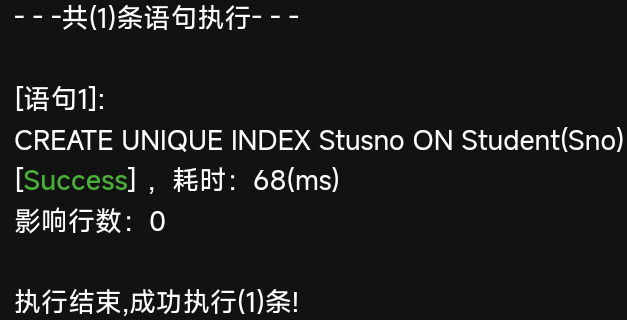 - - -共(1)条语句执行- - -
[语句1]:
CREATE UNIQUE INDEX Stusno ON Student(Sno)
[Success] ，耗时：68(ms)
影响行数：0
执行结束,成功执行(1)条!